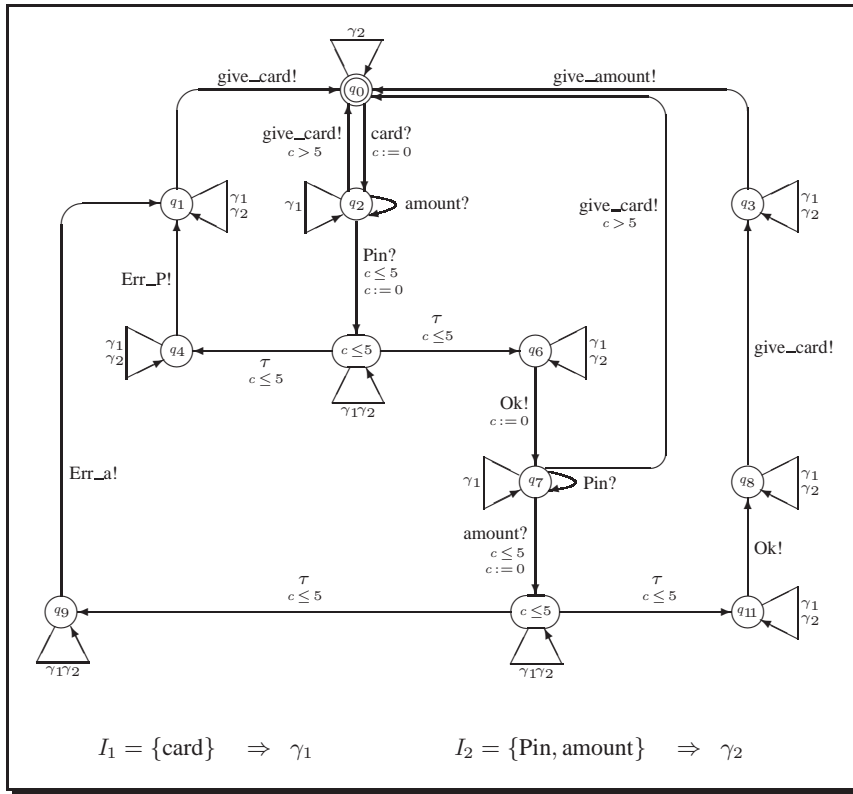 γ2
q0
give_card!
give_amount!
give_card!
c > 5
card?
c := 0
q1
γ1
γ2
γ1
q2
amount?
give_card!
c > 5
q3
γ1
γ2
Pin?
c ≤ 5
c := 0
Err_P!
γ1
γ2
q4
τ
c ≤ 5
c ≤5
γ1γ2
τ
c ≤5
q6
γ1
γ2
give_card!
Ok!
c := 0
Err_a!
γ1
q7
Pin?
q8
γ1
γ2
amount?
c ≤ 5
c := 0
Ok!
q9
γ1γ2
τ
c ≤ 5
c ≤5
γ1γ2
τ
c ≤ 5
q11
γ1
γ2
I1 = {card} ⇒ γ1
I2 = {Pin, amount} ⇒ γ2